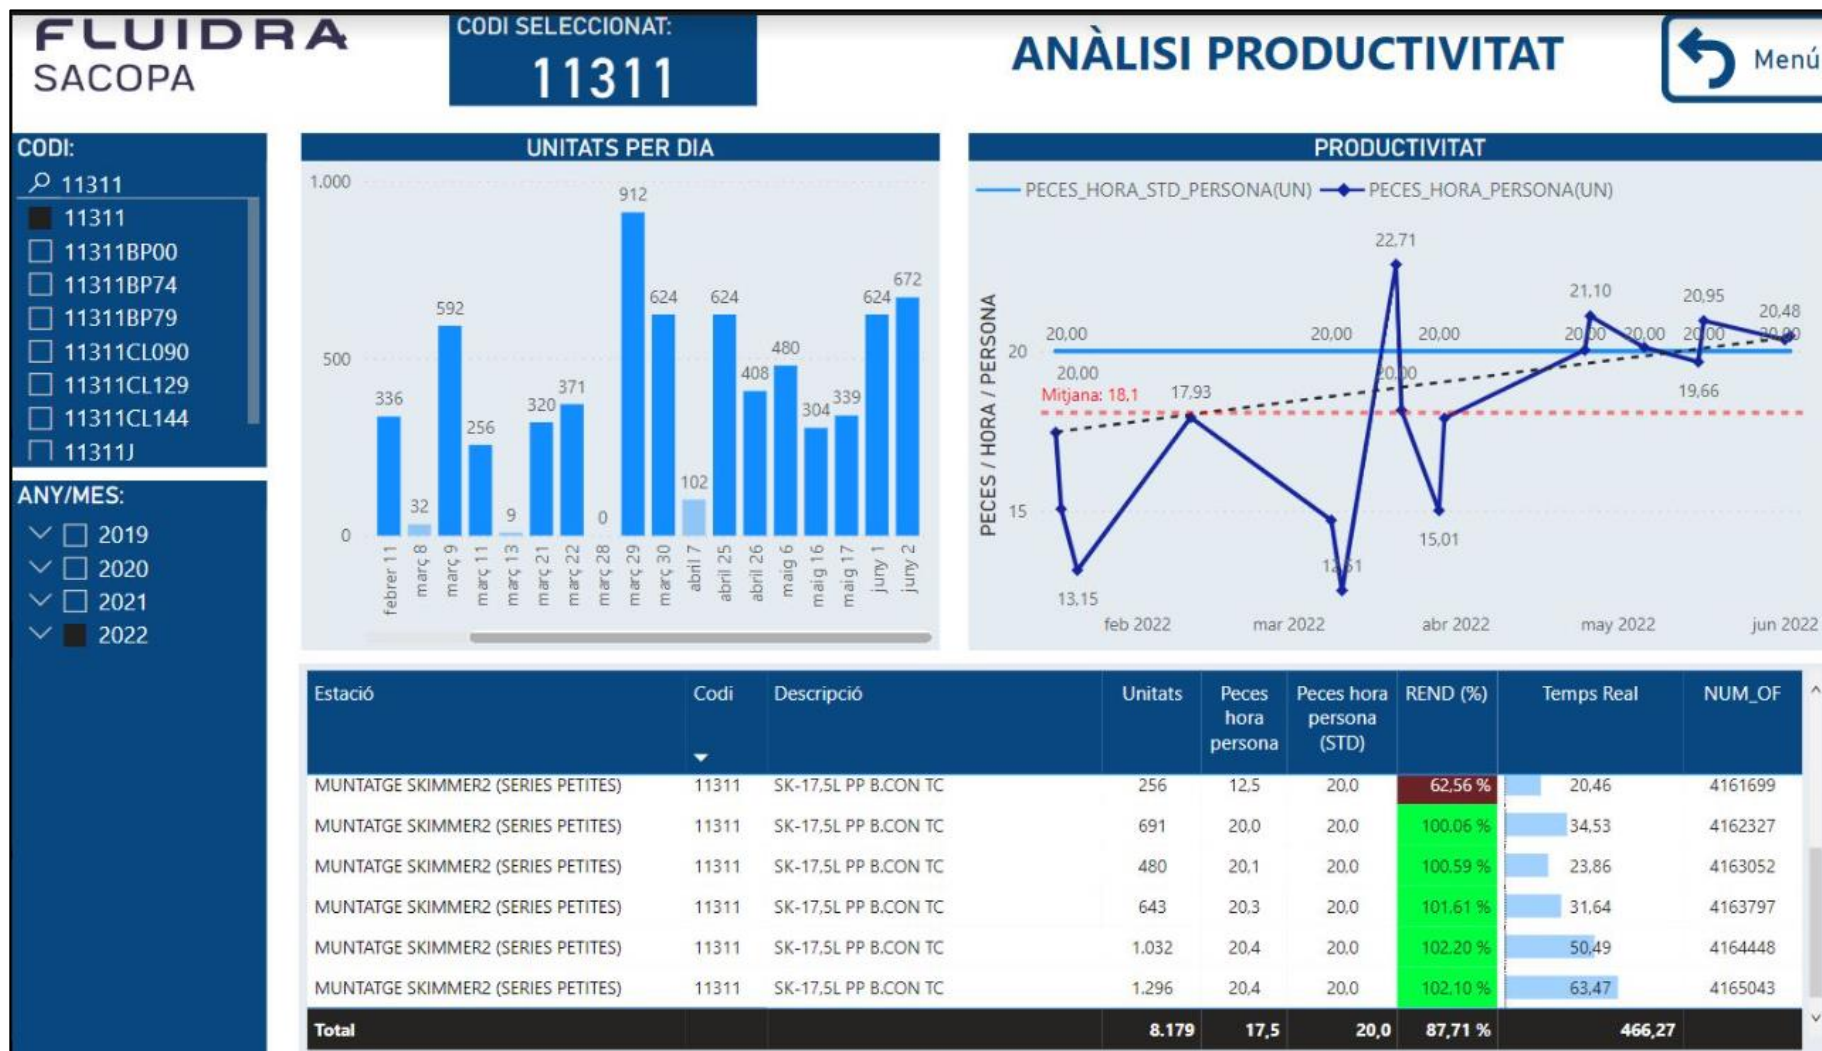 FLUIDRA
SACOPA
CODI SELECCIONAT:
11311
ANÀLISI PRODUCTIVITAT
Menú
CODI:
11311
11311
11311BP00
11311BP74
11311BP79
11311CL090
11311CL129
11311CL144
11311J
ANY/MES:
2019
2020
2021
2022
UNITATS PER DIA
1.000
500
0
336
32
592
256
9
320
371
0
912
624
102
624
408
480
304
339
624
672
febrer 11
març 8
març 9
març 11
març 13
març 21
març 22
març 28
març 29
març 30
abril 7
abril 25
abril 26
maig 6
maig 16
maig 17
juny 1
juny 2
PRODUCTIVITAT
PECES_HORA_STD_PERSONA(UN) PECES_HORA_PERSONA(UN)
PECES / HORA / PERSONA
20
15
22,71
21,10
20,95
20,48
20,00 20,00 20,00 20,00 20,00 20,00 20,00
20,00 20,00
Mitjana: 18,1
17,93
19,66
15,01
12,51
13,15
feb 2022 mar 2022 abr 2022 may 2022 jun 2022
Estació Codi Descripció Unitats Peces hora persona Peces hora persona (STD) REND (%) Temps Real NUM_OF
MUNTATGE SKIMMER2 (SERIES PETITES) 11311 SK-17,5L PP B.CON TC 256 12,5 20,0 62,56 % 20,46 4161699
MUNTATGE SKIMMER2 (SERIES PETITES) 11311 SK-17,5L PP B.CON TC 691 20,0 20,0 100.06 % 34,53 4162327
MUNTATGE SKIMMER2 (SERIES PETITES) 11311 SK-17,5L PP B.CON TC 480 20,1 20,0 100.59 % 23,86 4163052
MUNTATGE SKIMMER2 (SERIES PETITES) 11311 SK-17,5L PP B.CON TC 643 20,3 20,0 101.61 % 31,64 4163797
MUNTATGE SKIMMER2 (SERIES PETITES) 11311 SK-17,5L PP B.CON TC 1.032 20,4 20,0 102.20 % 50,49 4164448
MUNTATGE SKIMMER2 (SERIES PETITES) 11311 SK-17,5L PP B.CON TC 1.296 20,4 20,0 102,10 % 63,47 4165043
Total 8.179 17,5 20,0 87,71 % 466,27